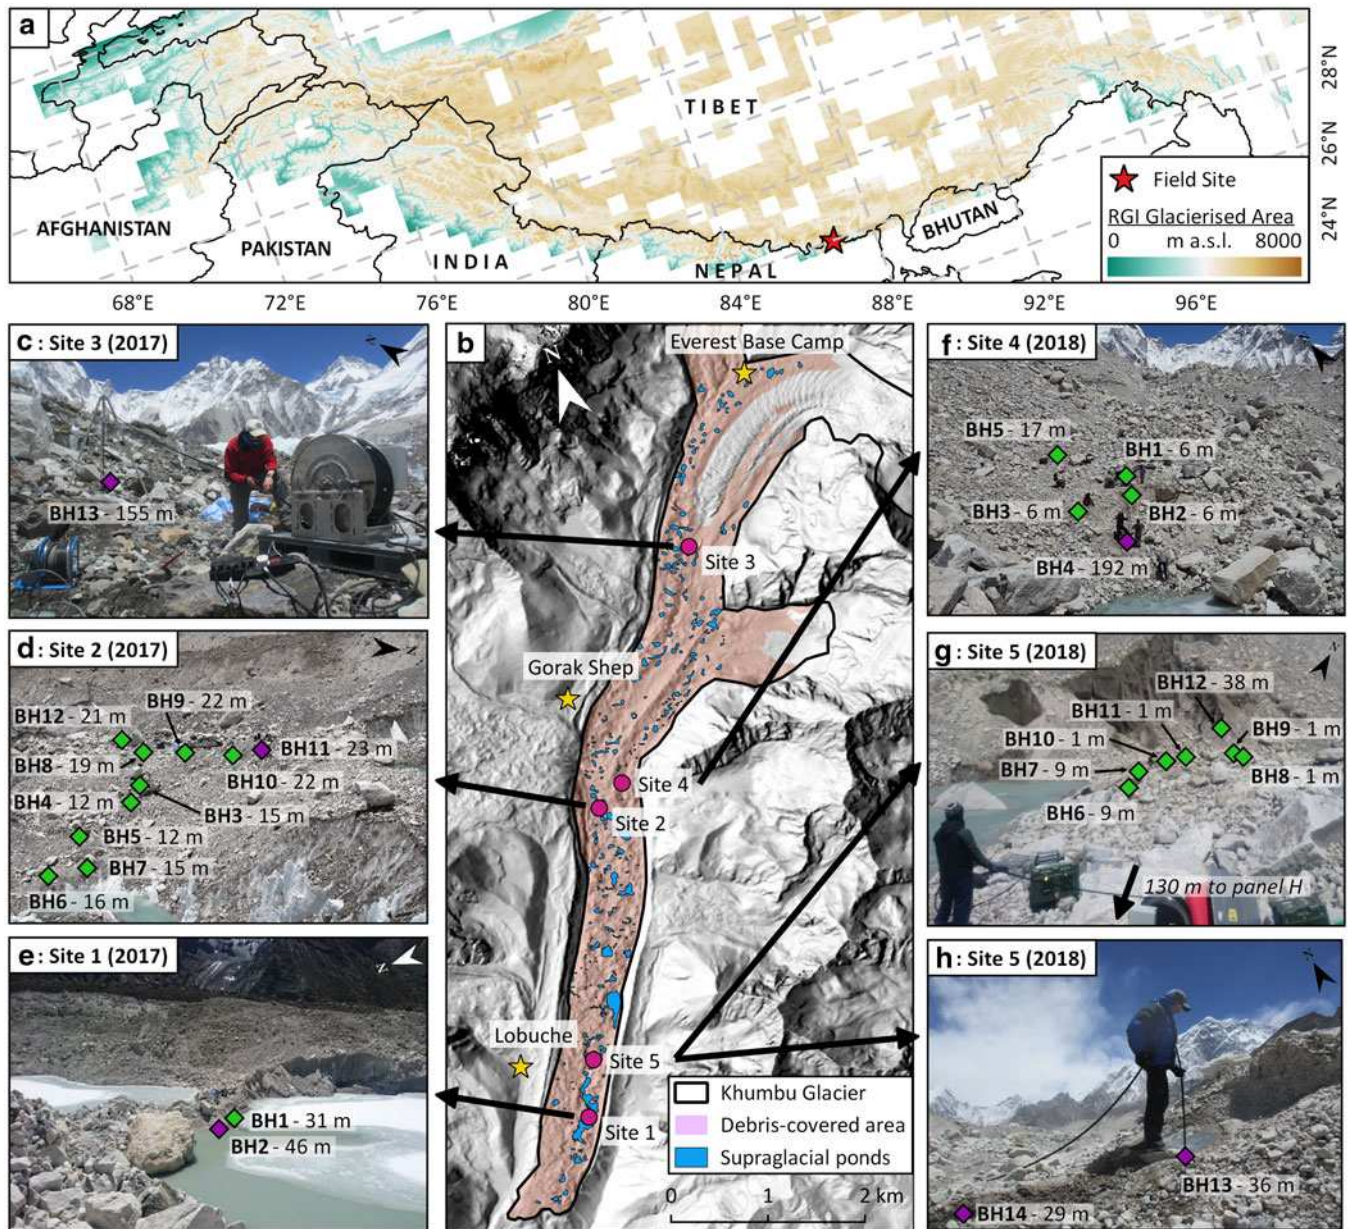 a
TIBET
AFGHANISTAN
PAKISTAN
INDIA
NEPAL
BHUTAN
28°N
26°N
24°N
Field Site
RGI Glacierised Area
0 m a.s.l. 8000
68°E 72°E 76°E 80°E 84°E 88°E 92°E 96°E
c: Site 3 (2017)
BH13 - 155 m
d: Site 2 (2017)
BH9 - 22 m
BH12 - 21 m
BH11 - 23 m
BH8 - 19 m
BH10 - 22 m
BH4 - 12 m
BH3 - 15 m
BH5 - 12 m
BH7 - 15 m
BH6 - 16 m
e: Site 1 (2017)
BH1 - 31 m
BH2 - 46 m
b
N
Everest Base Camp
Site 3
Gorak Shep
Site 4
Site 2
Lobuche
Site 5
Site 1
Khumbu Glacier
Debris-covered area
Supraglacial ponds
0 1 2 km
f: Site 4 (2018)
BH5 - 17 m
BH1 - 6 m
BH3 - 6 m
BH2 - 6 m
BH4 - 192 m
g: Site 5 (2018)
BH12 - 38 m
BH11 - 1 m
BH9 - 1 m
BH10 - 1 m
BH7 - 9 m
BH8 - 1 m
BH6 - 9 m
130 m to panel H
h: Site 5 (2018)
BH13 - 36 m
BH14 - 29 m